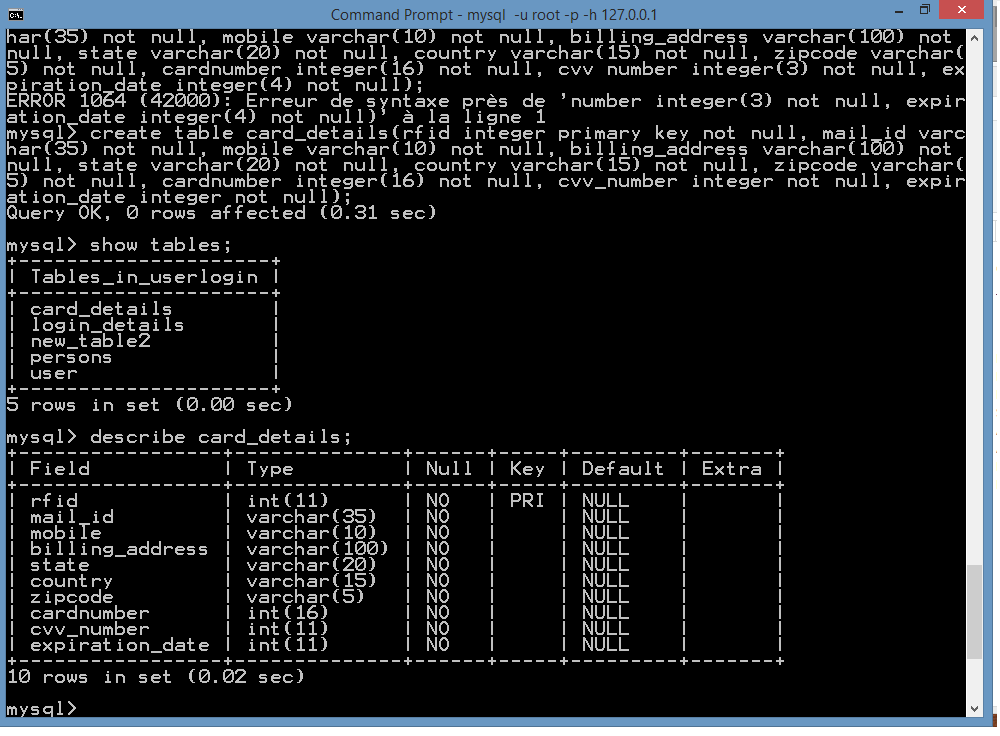 Command Prompt - mysql -u root -p -h 127.0.0.1
har(35) not null, mobile varchar(10) not null, billing_address varchar(100) not
null, state varchar(20) not null, country varchar(15) not null, zipcode varchar(
5) not null, cardnumber integer(16) not null, cvv number integer(3) not null, ex
piration_date integer(4) not null);
ERROR 1064 (42000): Erreur de syntaxe près de 'number integer(3) not null, expir
ation_date integer(4) not null)' à la ligne 1
mysql> create table card_details(rfid integer primary key not null, mail_id varc
har(35) not null, mobile varchar(10) not null, billing_address varchar(100) not
null, state varchar(20) not null, country varchar(15) not null, zipcode varchar(
5) not null, cardnumber integer(16) not null, cvv_number integer not null, expir
ation_date integer not null);
Query OK, 0 rows affected (0.31 sec)
mysql> show tables;
+----------------------+
| Tables_in_userlogin |
+----------------------+
| card_details |
| login_details |
| new_table2 |
| persons |
| user |
+----------------------+
5 rows in set (0.00 sec)
mysql> describe card_details;
+-----------------+--------------+------+-----+---------+-------+
| Field | Type | Null | Key | Default | Extra |
+-----------------+--------------+------+-----+---------+-------+
| rfid | int(11) | NO | PRI | NULL | |
| mail_id | varchar(35) | NO | | NULL | |
| mobile | varchar(10) | NO | | NULL | |
| billing_address | varchar(100) | NO | | NULL | |
| state | varchar(20) | NO | | NULL | |
| country | varchar(15) | NO | | NULL | |
| zipcode | varchar(5) | NO | | NULL | |
| cardnumber | int(16) | NO | | NULL | |
| cvv_number | int(11) | NO | | NULL | |
| expiration_date | int(11) | NO | | NULL | |
+-----------------+--------------+------+-----+---------+-------+
10 rows in set (0.02 sec)
mysql>